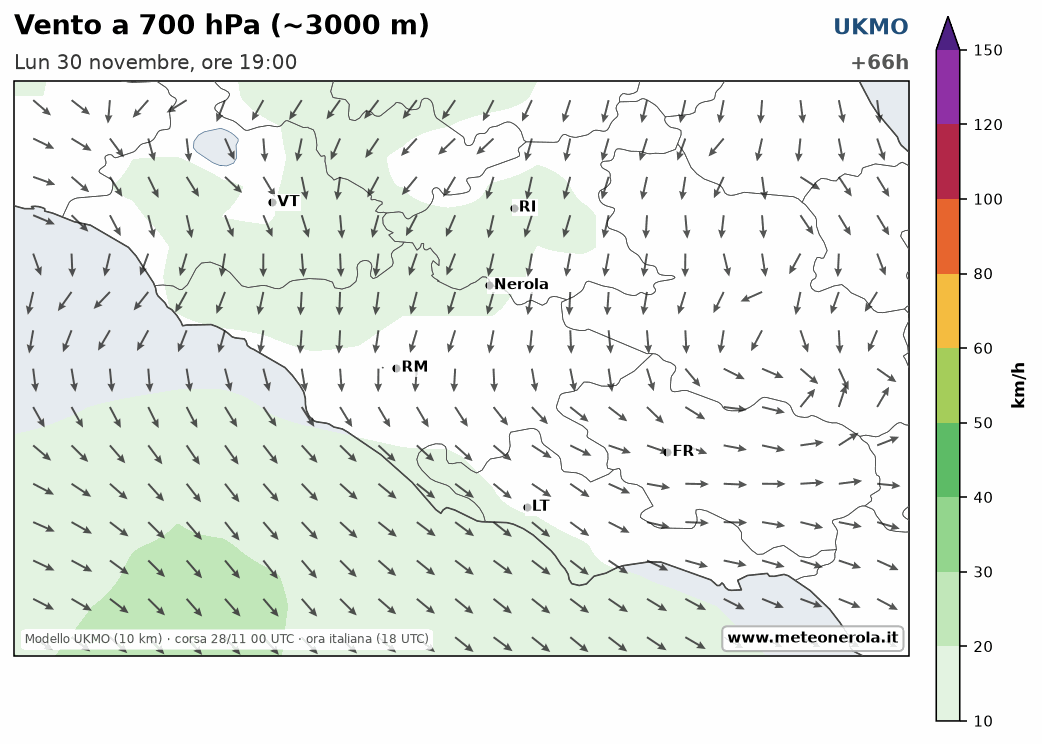 Vento a 700 hPa (~3000 m)
UKMO
Lun 30 novembre, ore 19:00
+66h
150
120
100
80
60
50
40
30
20
10
km/h
VT
RI
Nerola
RM
FR
LT
Modello UKMO (10 km) · corsa 28/11 00 UTC · ora italiana (18 UTC)
www.meteonerola.it